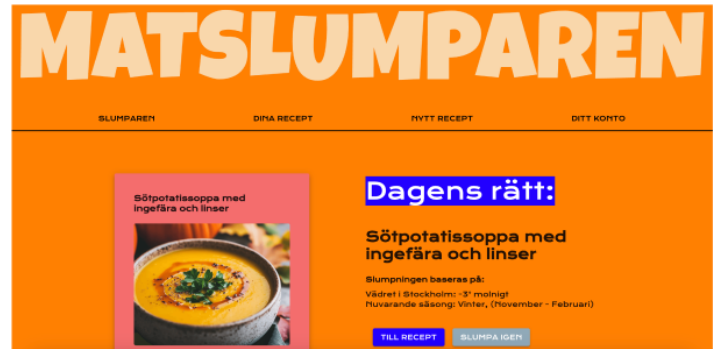 MATSLUMPAREN
SLUMPAREN DINA RECEPT NYTT RECEPT DITT KONTO
Sötpotatissoppa med
ingefära och linser
Dagens rätt:
Sötpotatissoppa med
ingefära och linser
Slumpningen baseras på:
Vädret i Stockholm: -3° molnigt
Nuvarande säsong: Vinter, (November - Februari)
TILL RECEPT SLUMPA IGEN